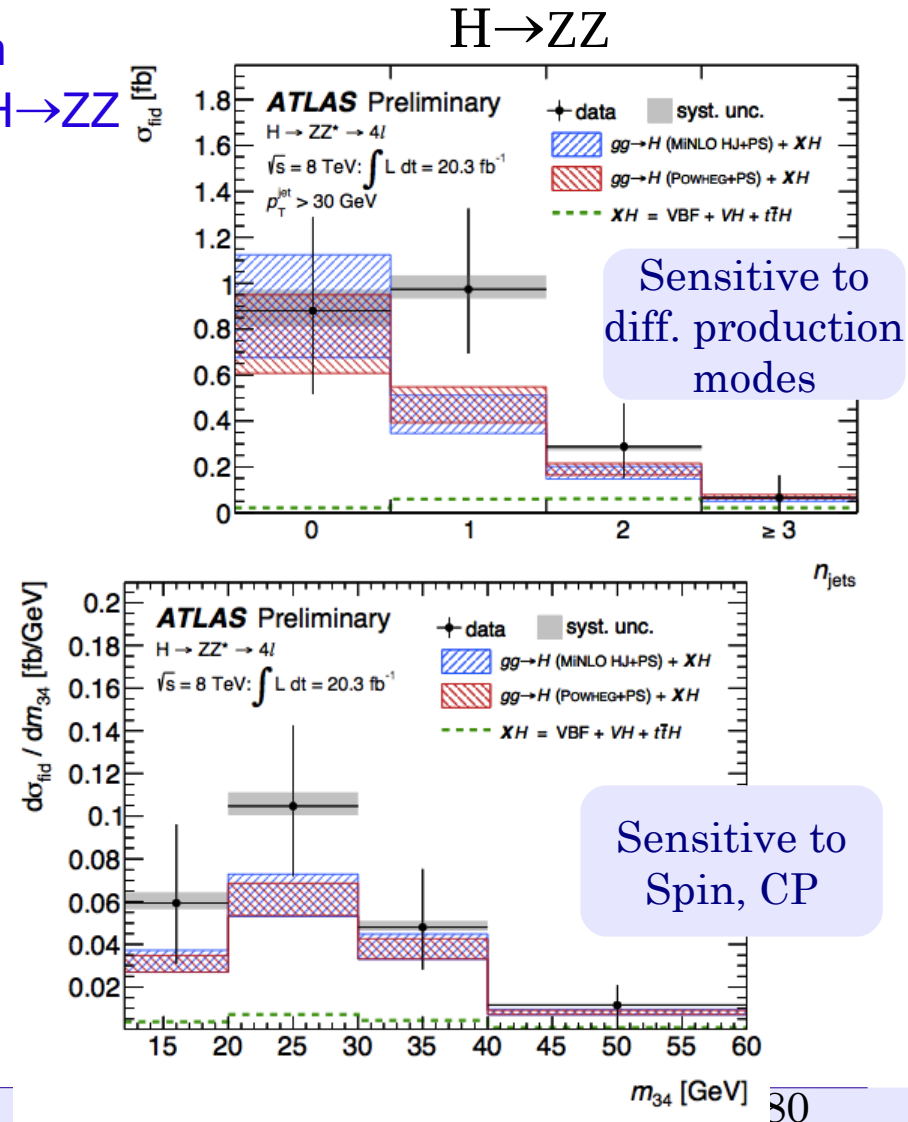 H→ZZ
n
H→ZZ
σfid [fb]
ATLAS Preliminary
H → ZZ* → 4l
√s = 8 TeV: ∫ L dt = 20.3 fb⁻¹
pTjet > 30 GeV
data
syst. unc.
gg→H (MiNLO HJ+PS) + XH
gg→H (POWHEG+PS) + XH
XH = VBF + VH + tt̄H
1.8
1.6
1.4
1.2
1
0.8
0.6
0.4
0.2
0
Sensitive to
diff. production
modes
0 1 2 ≥ 3
njets
dσfid / dm34 [fb/GeV]
ATLAS Preliminary
H → ZZ* → 4l
√s = 8 TeV: ∫ L dt = 20.3 fb⁻¹
data
syst. unc.
gg→H (MiNLO HJ+PS) + XH
gg→H (POWHEG+PS) + XH
XH = VBF + VH + tt̄H
0.2
0.18
0.16
0.14
0.12
0.1
0.08
0.06
0.04
0.02
Sensitive to
Spin, CP
15 20 25 30 35 40 45 50 55 60
m34 [GeV]
80